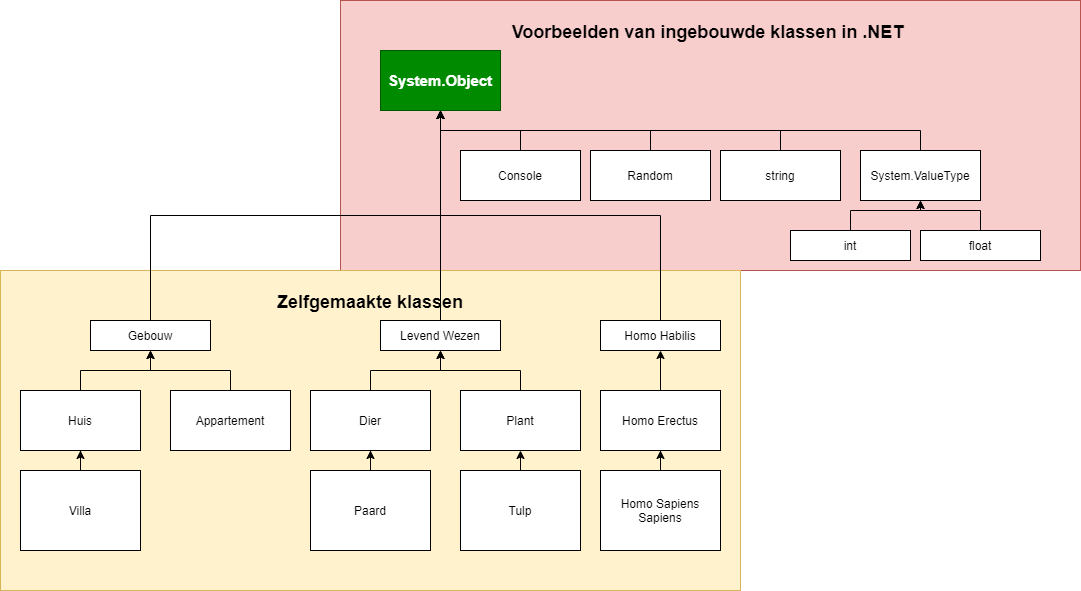 Voorbeelden van ingebouwde klassen in .NET
System.Object
Console
Random
string
System.ValueType
int
float
Zelfgemaakte klassen
Gebouw
Levend Wezen
Homo Habilis
Huis
Appartement
Dier
Plant
Homo Erectus
Villa
Paard
Tulp
Homo Sapiens
Sapiens